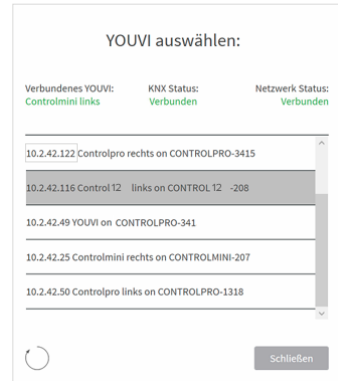 YOUVI auswählen:
Verbundenes YOUVI: KNX Status: Netzwerk Status:
Controlmini links Verbunden Verbunden
10.2.42.122 Controlpro rechts on CONTROLPRO-3415
10.2.42.116 Control 12 links on CONTROL 12 -208
10.2.42.49 YOUVI on CONTROLPRO-341
10.2.42.25 Controlmini rechts on CONTROLMINI-207
10.2.42.50 Controlpro links on CONTROLPRO-1318
Schließen